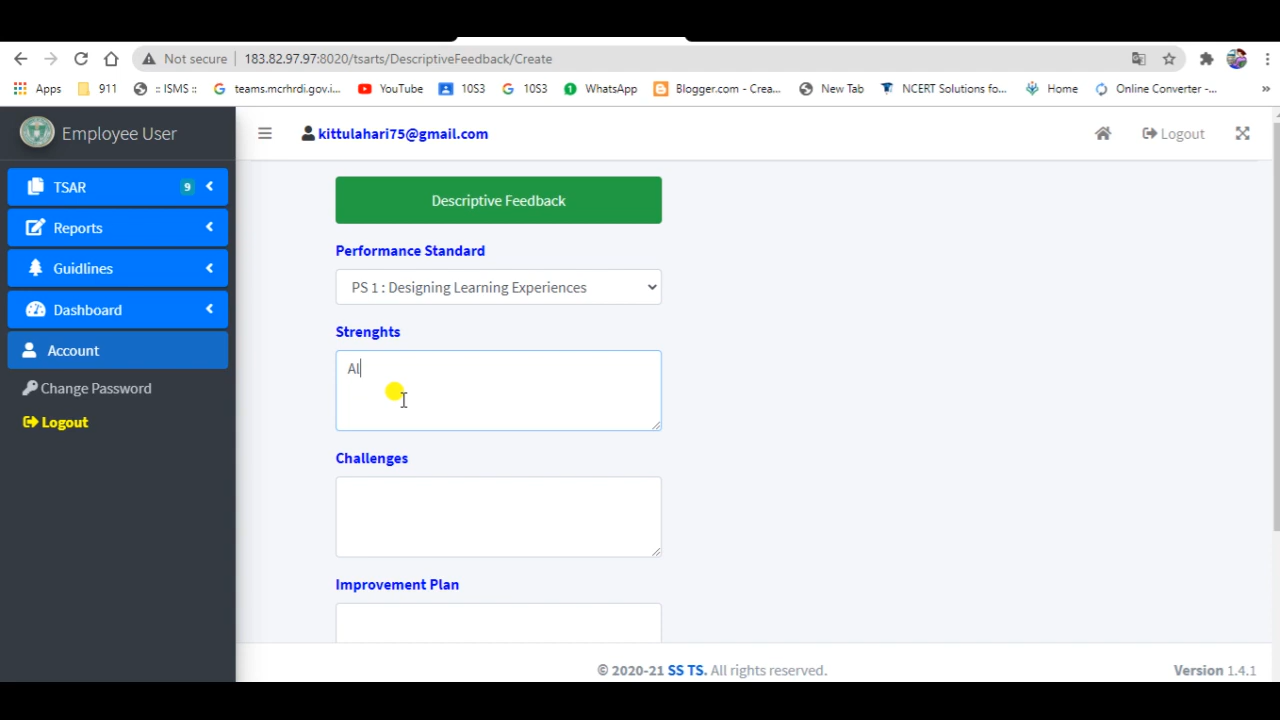 Not secure 183.82.97.97:8020/tsarts/DescriptiveFeedback/Create
Apps 911 :: ISMS :: teams.mcrhrdi.gov.i... YouTube 10S3 10S3 WhatsApp Blogger.com - Crea... New Tab NCERT Solutions fo... Home Online Converter -... »
Employee User
kittulahari75@gmail.com
Logout
TSAR 9
Reports
Guidlines
Dashboard
Account
Change Password
Logout
Descriptive Feedback
Performance Standard
PS 1 : Designing Learning Experiences
Strenghts
Al
Challenges
Improvement Plan
© 2020-21 SS TS. All rights reserved.
Version 1.4.1